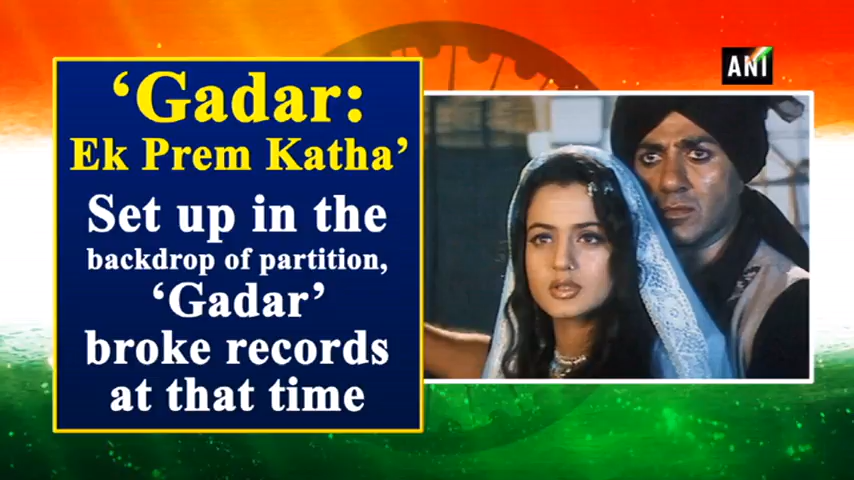 ANI
‘Gadar:
Ek Prem Katha’
Set up in the
backdrop of partition,
‘Gadar’
broke records
at that time